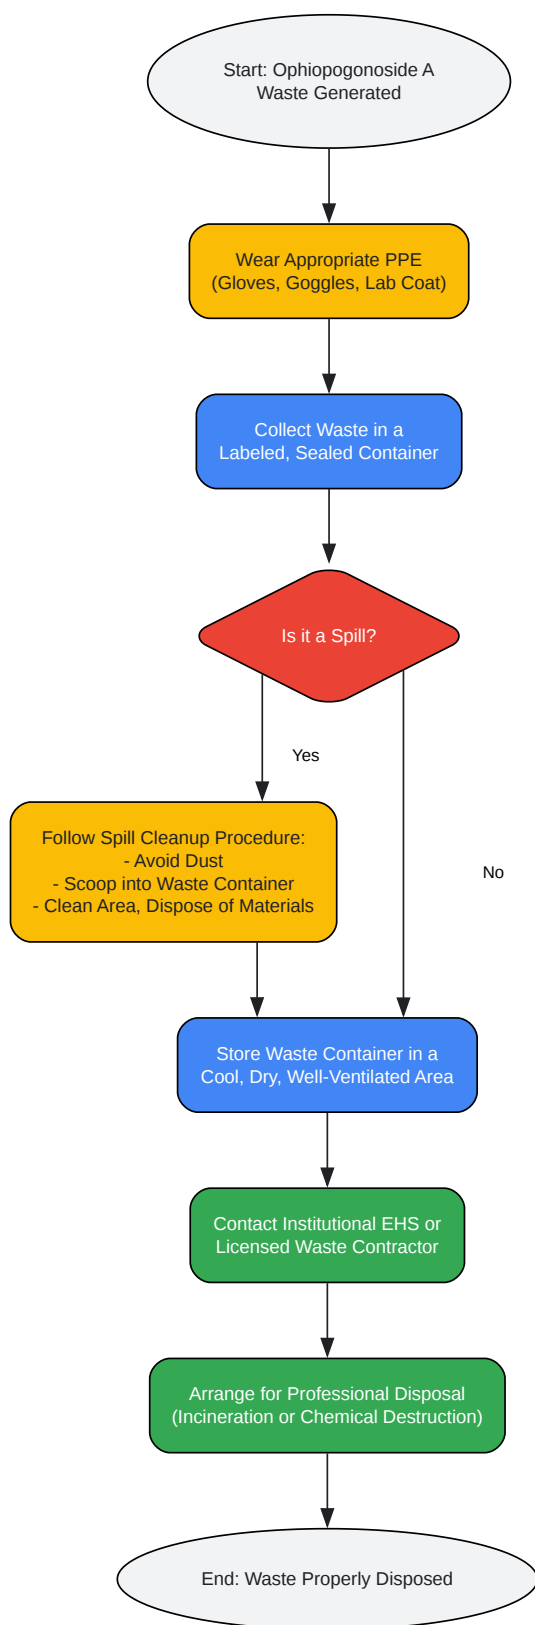 Start: Ophiopogonoside A
Waste Generated
Wear Appropriate PPE
(Gloves, Goggles, Lab Coat)
Collect Waste in a
Labeled, Sealed Container
Is it a Spill?
Yes
Follow Spill Cleanup Procedure:
- Avoid Dust
- Scoop into Waste Container
- Clean Area, Dispose of Materials
No
Store Waste Container in a
Cool, Dry, Well-Ventilated Area
Contact Institutional EHS or
Licensed Waste Contractor
Arrange for Professional Disposal
(Incineration or Chemical Destruction)
End: Waste Properly Disposed